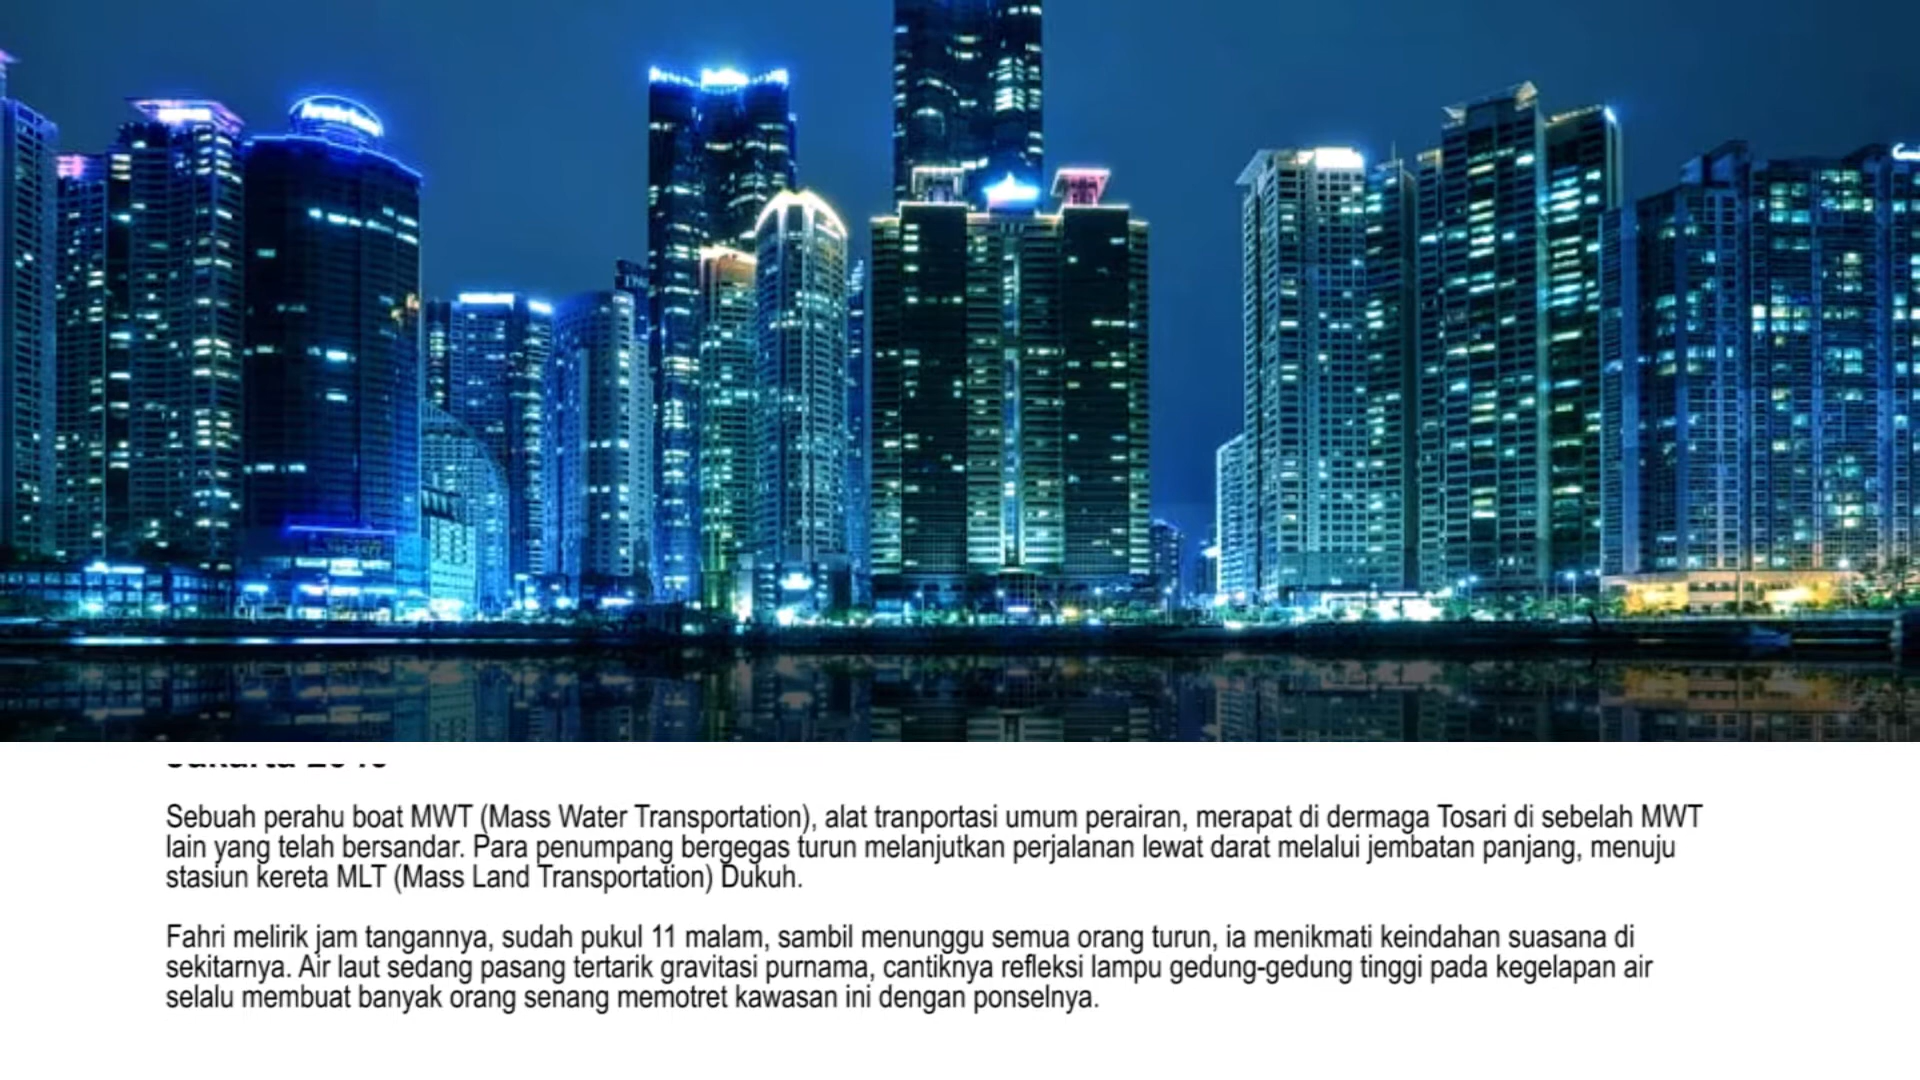 Sebuah perahu boat MWT (Mass Water Transportation), alat tranportasi umum perairan, merapat di dermaga Tosari di sebelah MWT
lain yang telah bersandar. Para penumpang bergegas turun melanjutkan perjalanan lewat darat melalui jembatan panjang, menuju
stasiun kereta MLT (Mass Land Transportation) Dukuh.
Fahri melirik jam tangannya, sudah pukul 11 malam, sambil menunggu semua orang turun, ia menikmati keindahan suasana di
sekitarnya. Air laut sedang pasang tertarik gravitasi purnama, cantiknya refleksi lampu gedung-gedung tinggi pada kegelapan air
selalu membuat banyak orang senang memotret kawasan ini dengan ponselnya.